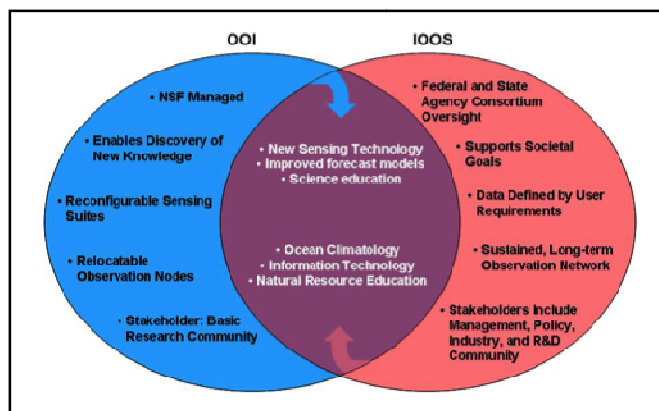 OOI
IOOS
• NSF Managed
• Enables Discovery of
New Knowledge
• Reconfigurable Sensing
Suites
• Relocatable
Observation Nodes
• Stakeholder: Basic
Research Community
• New Sensing Technology
• Improved forecast models
• Science education
• Ocean Climatology
• Information Technology
• Natural Resource Education
• Federal and State
Agency Consortium
Oversight
• Supports Societal
Goals
• Data Defined by User
Requirements
• Sustained, Long-term
Observation Network
• Stakeholders Include
Management, Policy,
Industry, and R&D
Community